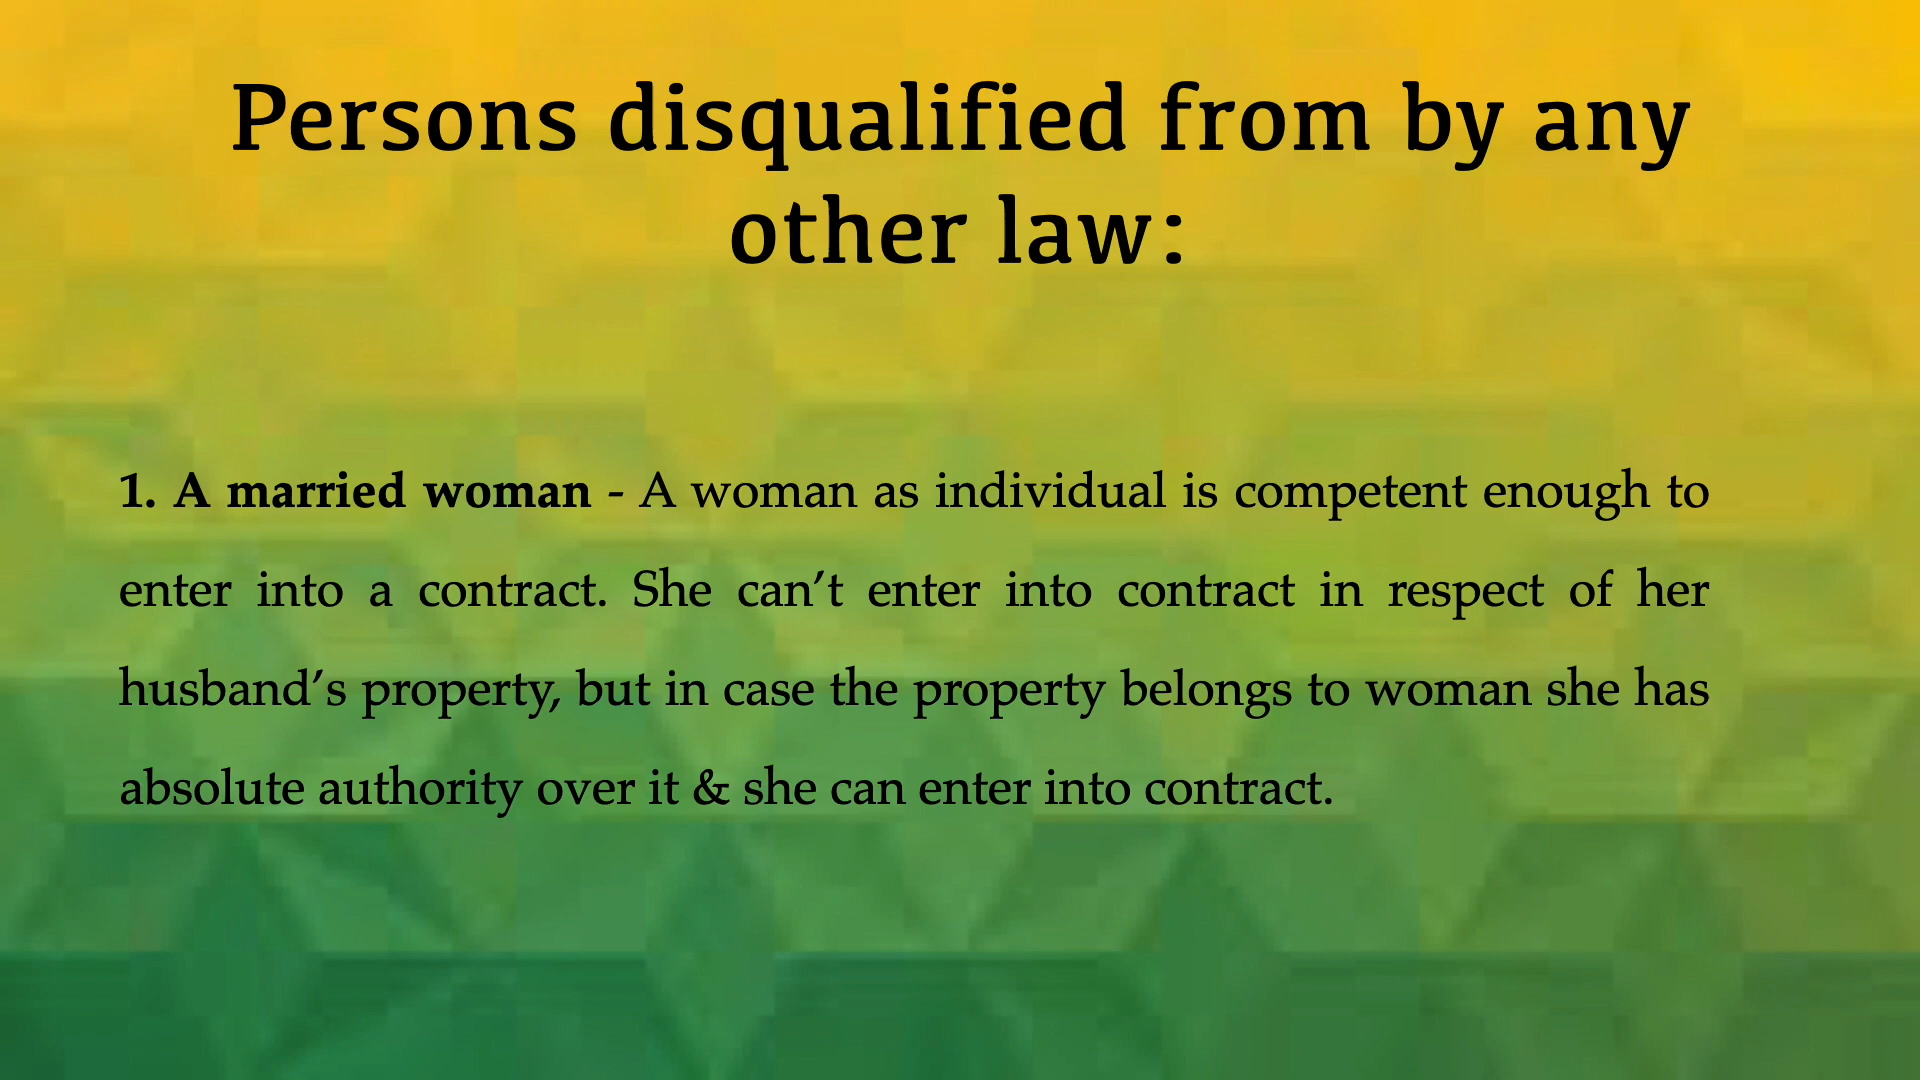 Persons disqualified from by any
other law:
1. A married woman - A woman as individual is competent enough to
enter into a contract. She can’t enter into contract in respect of her
husband’s property, but in case the property belongs to woman she has
absolute authority over it & she can enter into contract.